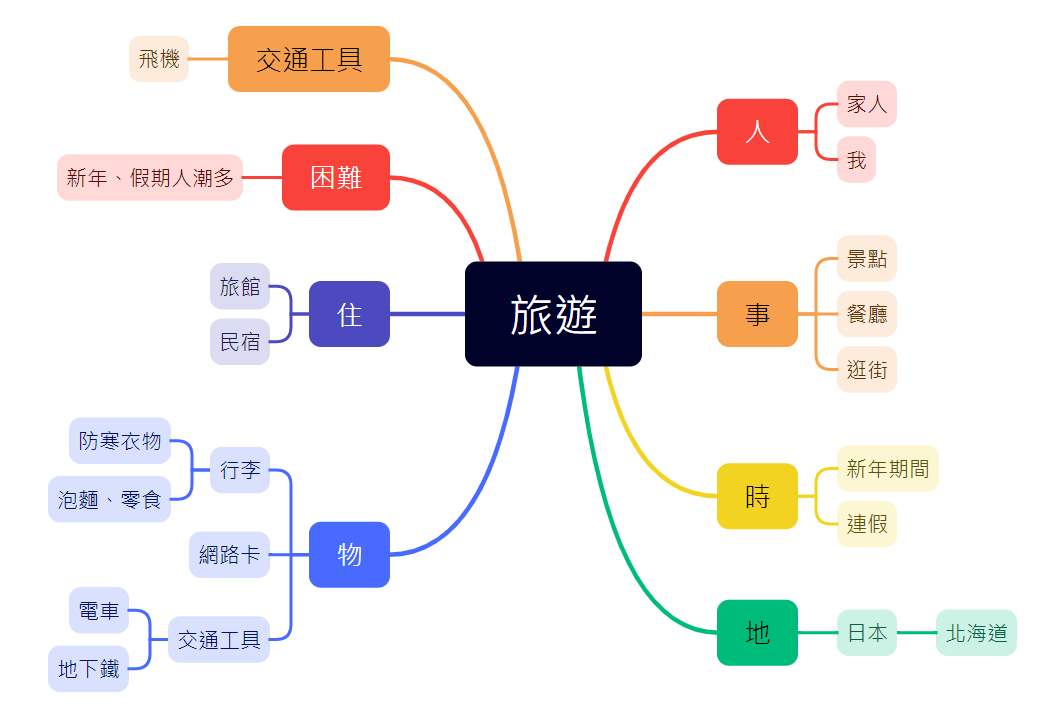 旅遊
人
家人
我
事
景點
餐廳
逛街
時
新年期間
連假
地
日本
北海道
交通工具
飛機
困難
新年、假期人潮多
住
旅館
民宿
物
行李
防寒衣物
泡麵、零食
網路卡
交通工具
電車
地下鐵